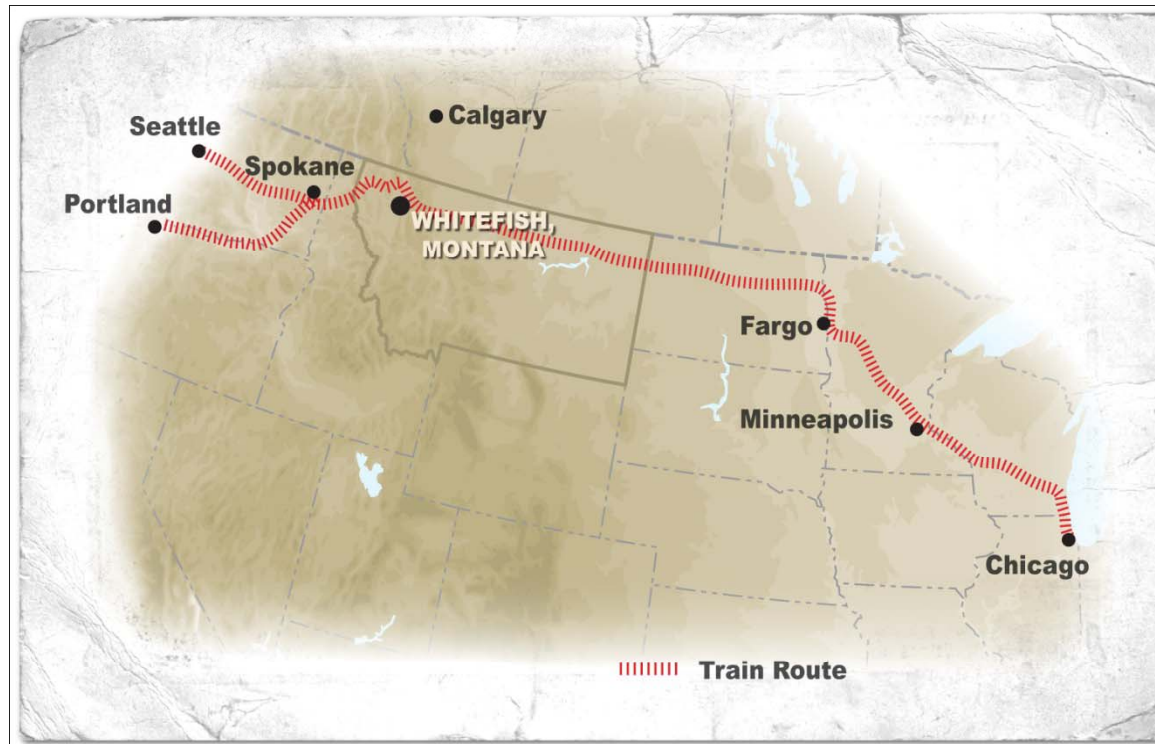 Calgary
Seattle
Spokane
Portland
WHITEFISH,
MONTANA
Fargo
Minneapolis
Chicago
Train Route